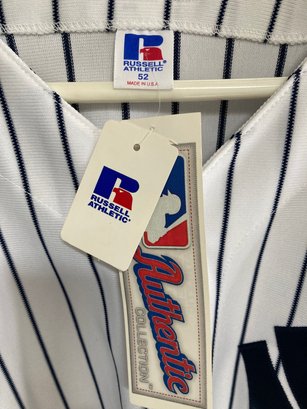 RUSSELL
ATHLETIC
52
MADE IN U.S.A.
RUSSELL
ATHLETIC
Authentic
COLLECTION